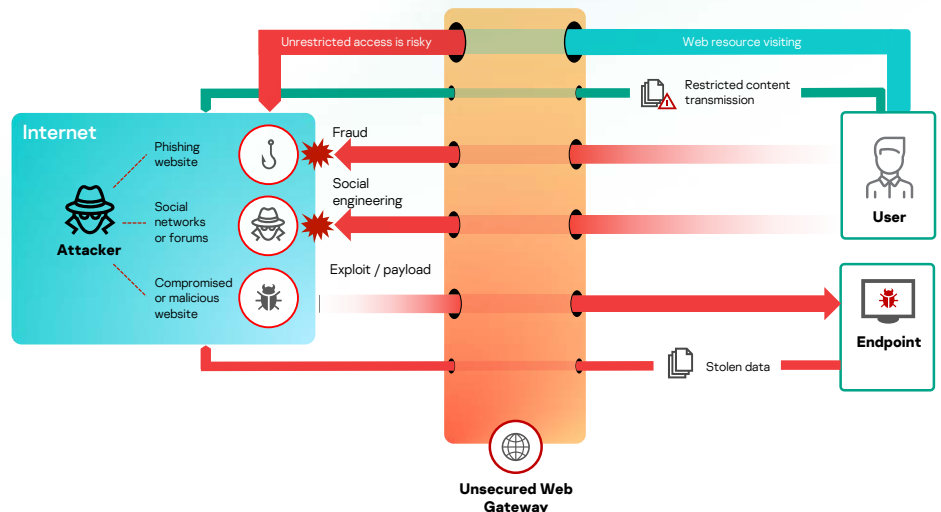 Unrestricted access is risky
Web resource visiting
Restricted content
transmission
Internet
Phishing
website
Fraud
Social
engineering
Social
networks
or forums
Attacker
User
Exploit / payload
Compromised
or malicious
website
Endpoint
Stolen data
Unsecured Web
Gateway